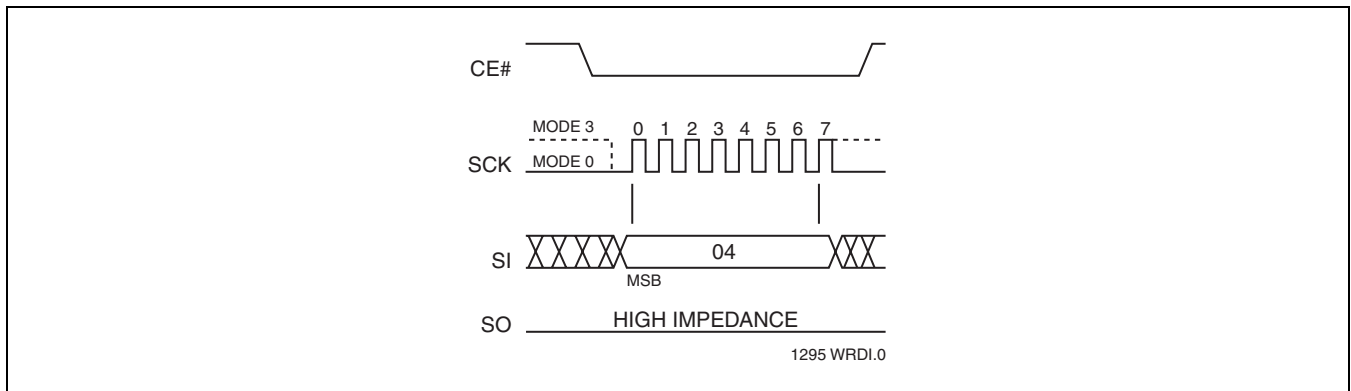 CE#
MODE 3
0 1 2 3 4 5 6 7
SCK
MODE 0
SI
04
MSB
SO
HIGH IMPEDANCE
1295 WRDI.0